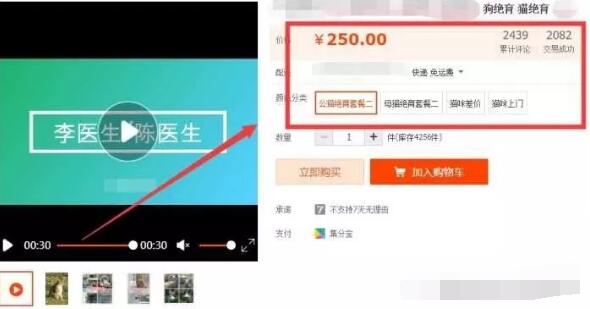 狗绝育 猫绝育
价格 ¥250.00 2439 2082
累计评论 交易成功
配送 快递 免运费
颜色分类 公猫绝育套餐二 母猫绝育套餐二 猫咪差价 猫咪上门
数量 1 件(库存4256件)
立即购买 加入购物车
承诺 7 不支持7天无理由
支付 集分宝
李医生 陈医生
00:30 00:30